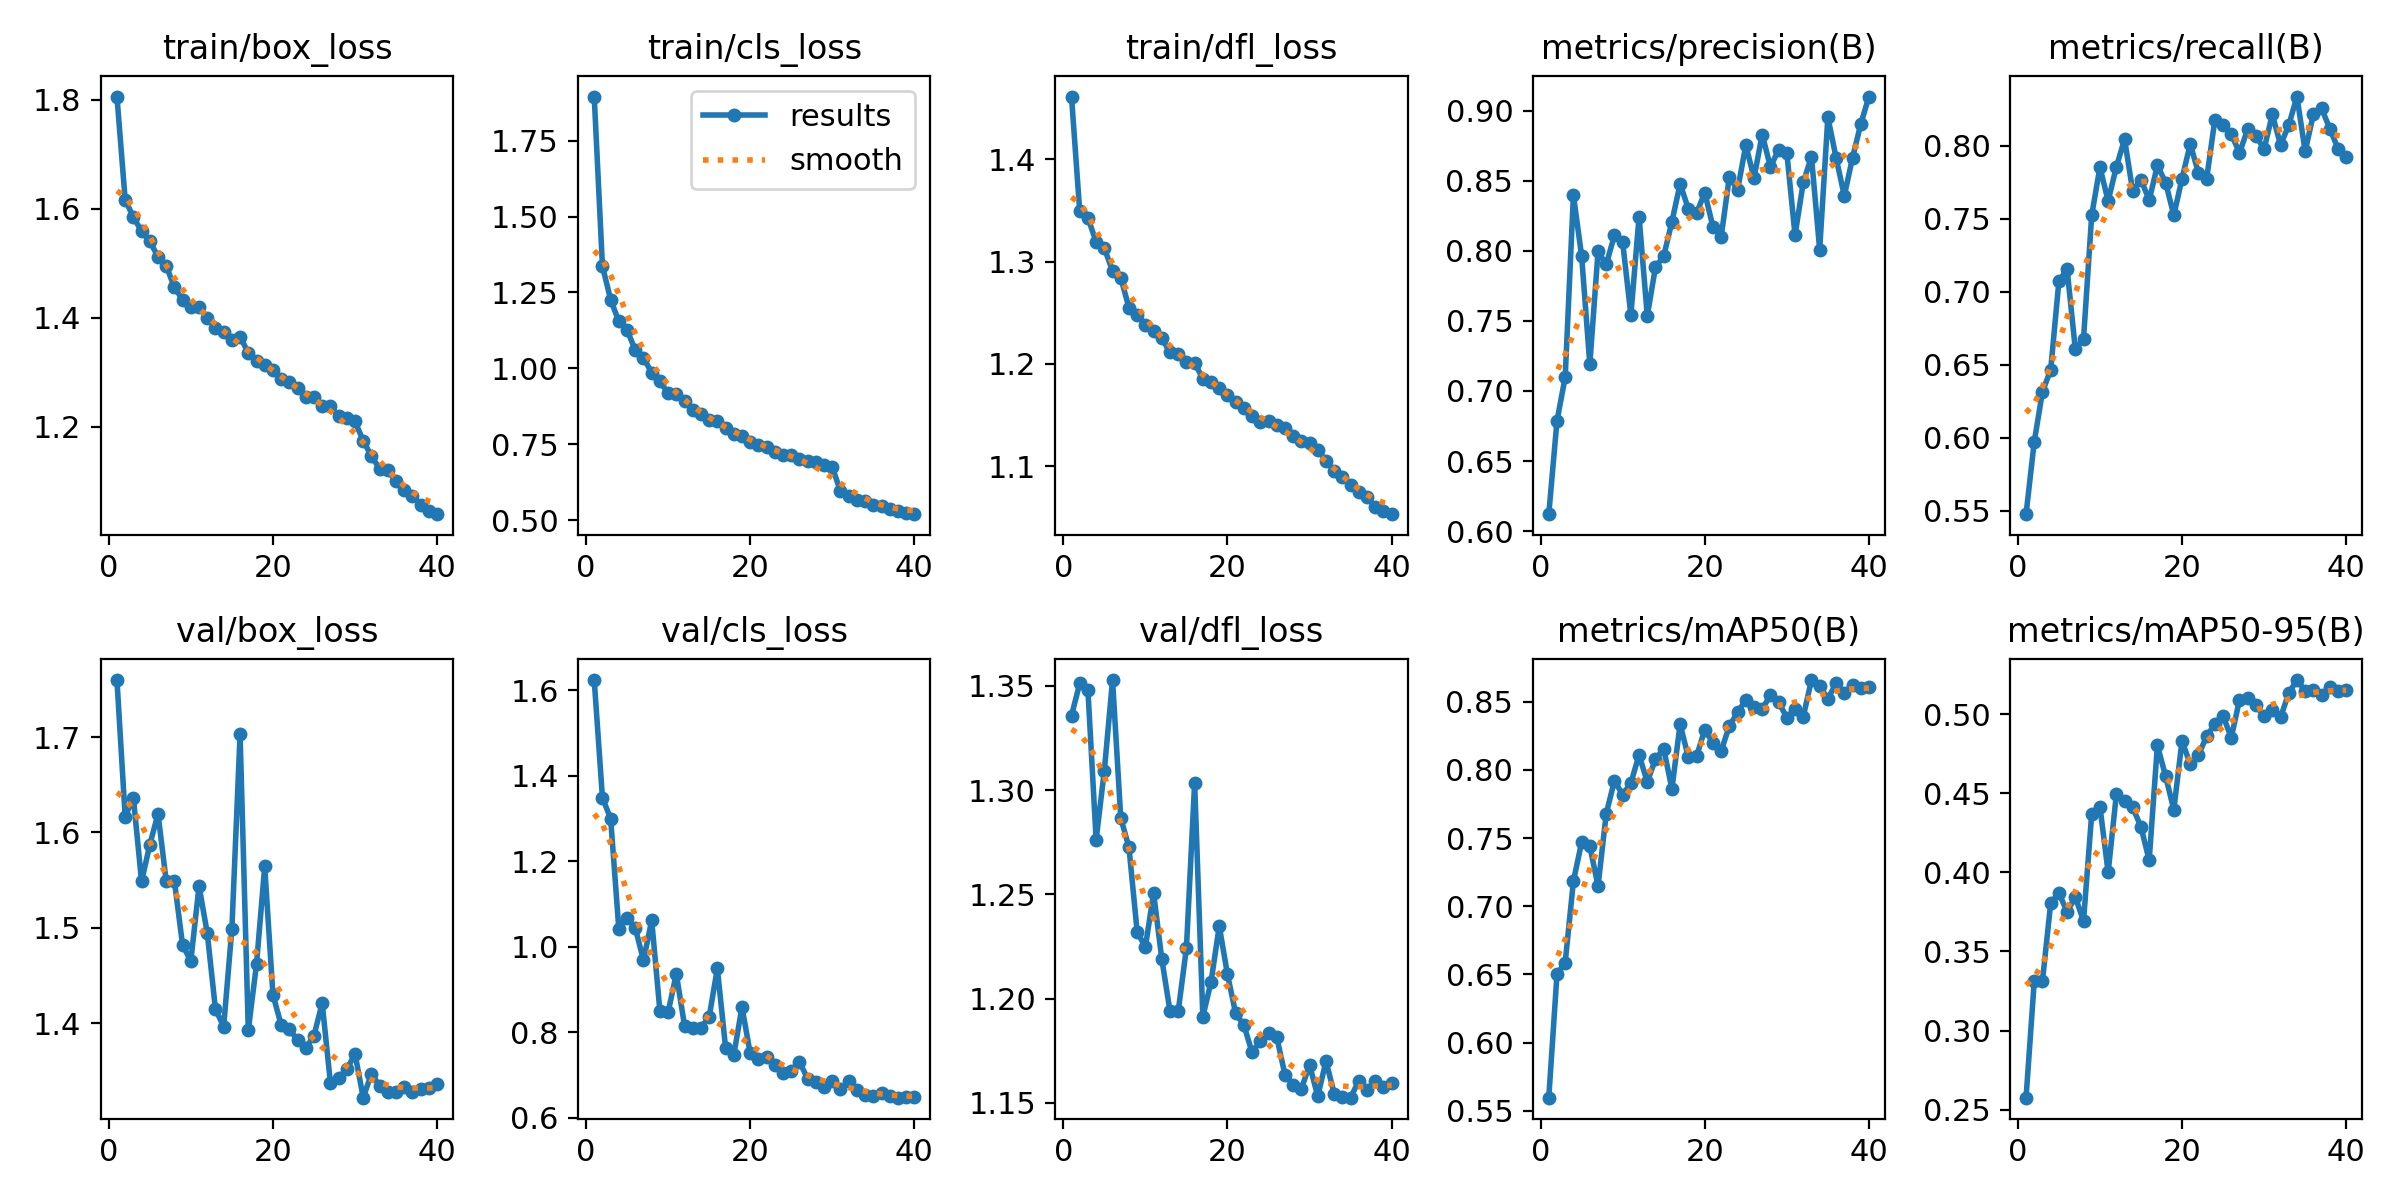 train/box_loss
1.8
1.6
1.4
1.2
0 20 40
train/cls_loss
results
smooth
1.75
1.50
1.25
1.00
0.75
0.50
0 20 40
train/dfl_loss
1.4
1.3
1.2
1.1
0 20 40
metrics/precision(B)
0.90
0.85
0.80
0.75
0.70
0.65
0.60
0 20 40
metrics/recall(B)
0.80
0.75
0.70
0.65
0.60
0.55
0 20 40
val/box_loss
1.7
1.6
1.5
1.4
0 20 40
val/cls_loss
1.6
1.4
1.2
1.0
0.8
0.6
0 20 40
val/dfl_loss
1.35
1.30
1.25
1.20
1.15
0 20 40
metrics/mAP50(B)
0.85
0.80
0.75
0.70
0.65
0.60
0.55
0 20 40
metrics/mAP50-95(B)
0.50
0.45
0.40
0.35
0.30
0.25
0 20 40